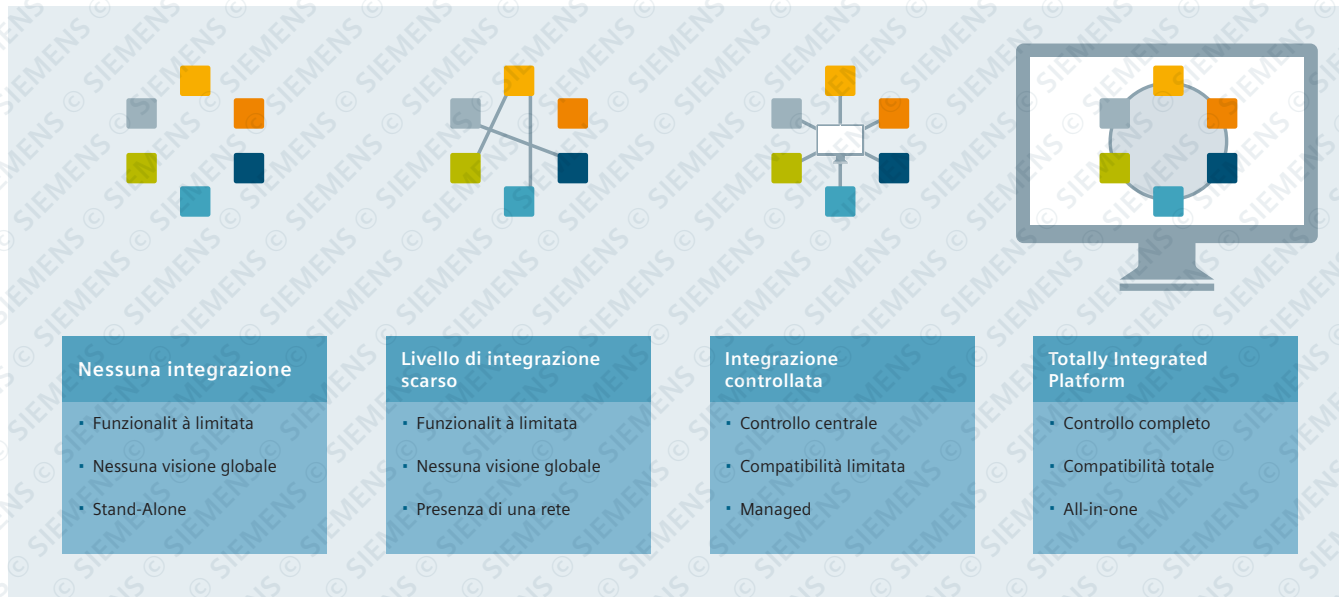 Nessuna integrazione
Funzionalit à limitata
Nessuna visione globale
Stand-Alone
Livello di integrazione
scarso
Funzionalit à limitata
Nessuna visione globale
Presenza di una rete
Integrazione
controllata
Controllo centrale
Compatibilità limitata
Managed
Totally Integrated
Platform
Controllo completo
Compatibilità totale
All-in-one
© SIEMENS